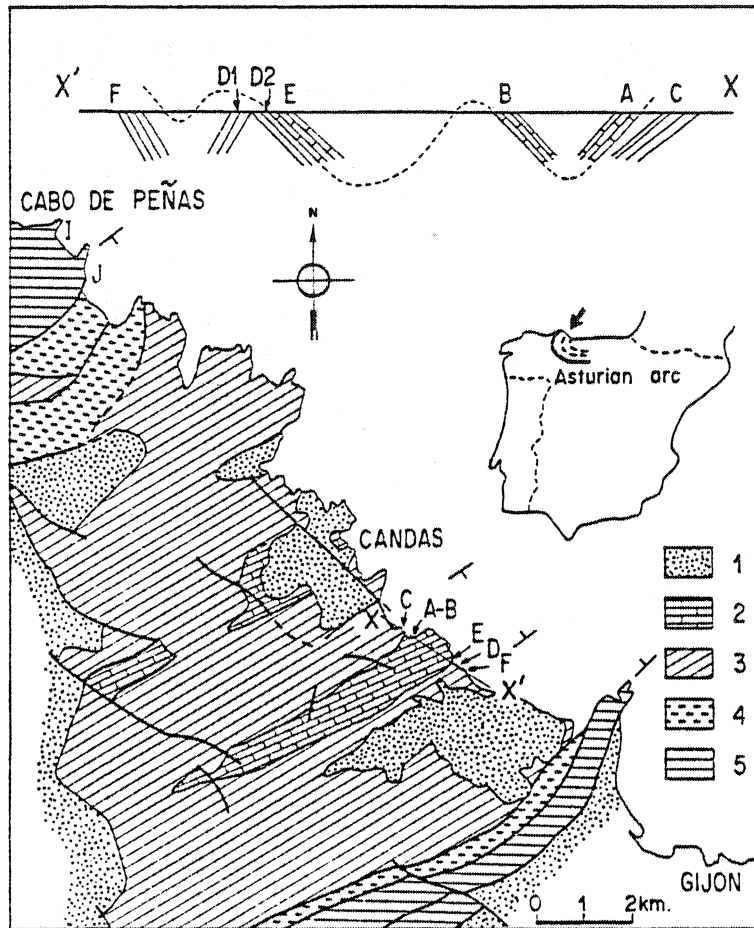 X' F D1 D2 E B A C X
CABO DE PEÑAS
I
J
N
Asturian arc
CANDAS
X C A-B
E
D
F
X'
1
2
3
4
5
GIJON
0 1 2km.